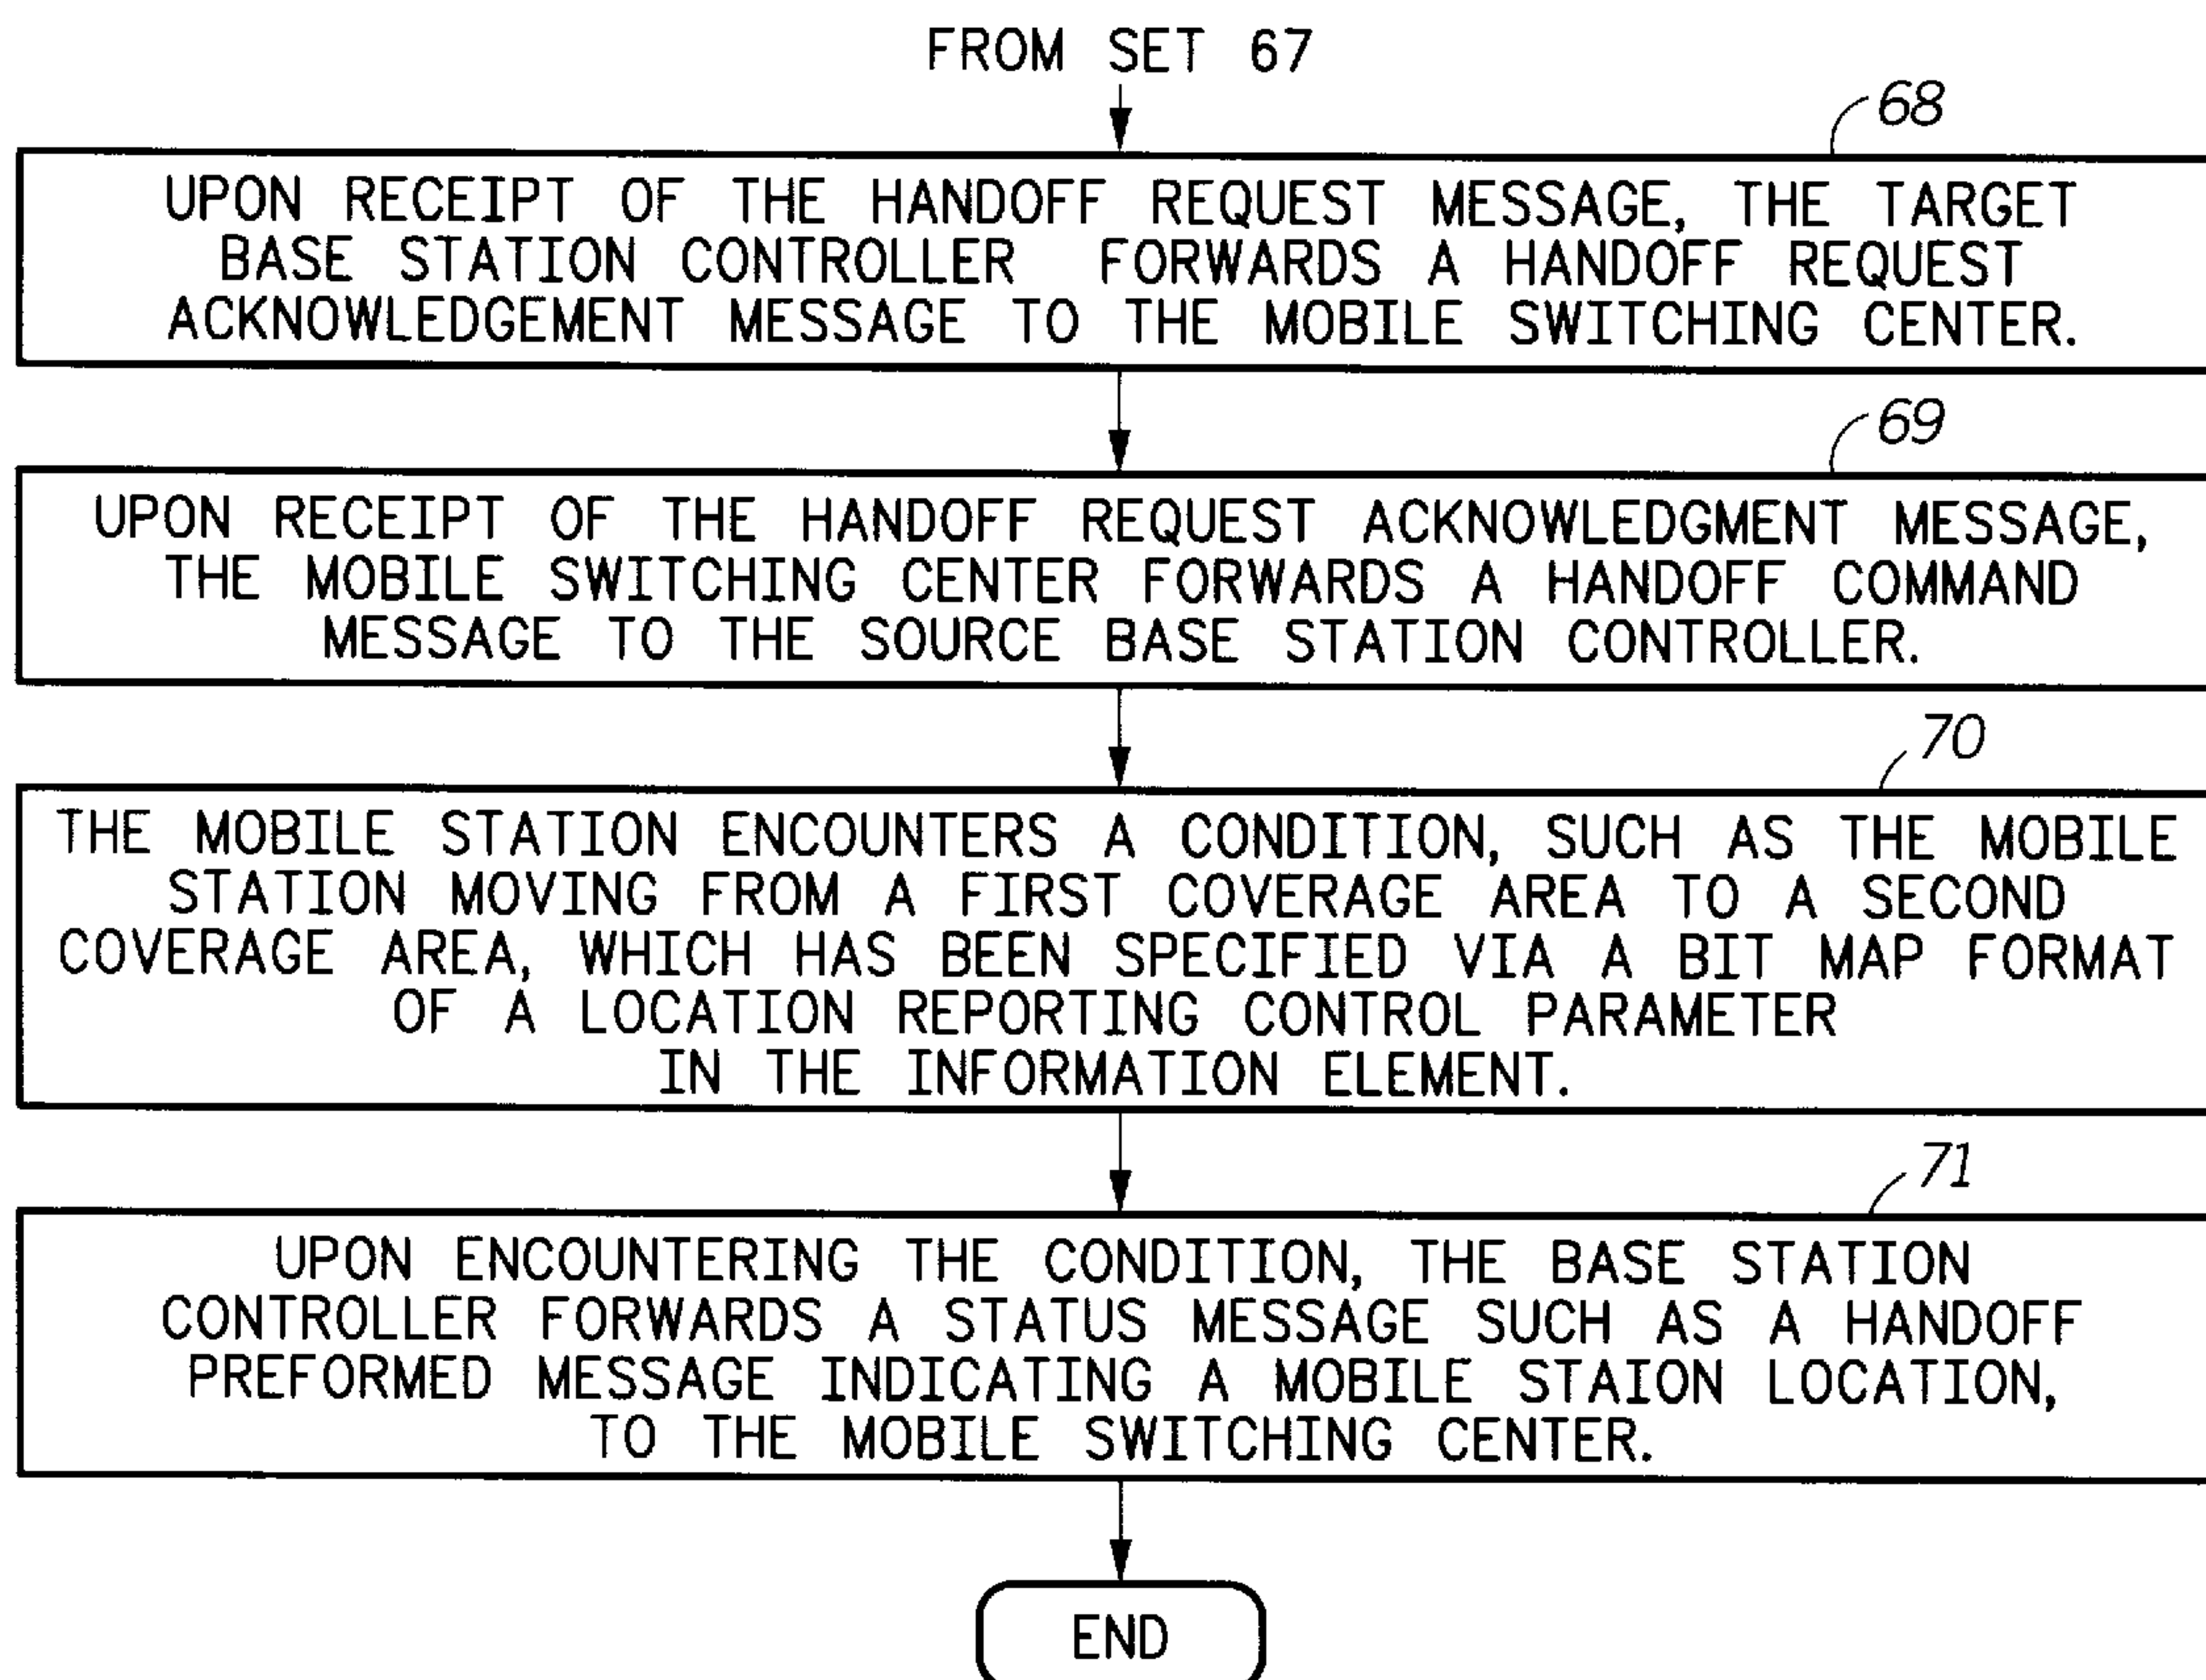 FROM SET 67
68
UPON RECEIPT OF THE HANDOFF REQUEST MESSAGE, THE TARGET
BASE STATION CONTROLLER FORWARDS A HANDOFF REQUEST
ACKNOWLEDGEMENT MESSAGE TO THE MOBILE SWITCHING CENTER.
69
UPON RECEIPT OF THE HANDOFF REQUEST ACKNOWLEDGMENT MESSAGE,
THE MOBILE SWITCHING CENTER FORWARDS A HANDOFF COMMAND
MESSAGE TO THE SOURCE BASE STATION CONTROLLER.
70
THE MOBILE STATION ENCOUNTERS A CONDITION, SUCH AS THE MOBILE
STATION MOVING FROM A FIRST COVERAGE AREA TO A SECOND
COVERAGE AREA, WHICH HAS BEEN SPECIFIED VIA A BIT MAP FORMAT
OF A LOCATION REPORTING CONTROL PARAMETER
IN THE INFORMATION ELEMENT.
71
UPON ENCOUNTERING THE CONDITION, THE BASE STATION
CONTROLLER FORWARDS A STATUS MESSAGE SUCH AS A HANDOFF
PREFORMED MESSAGE INDICATING A MOBILE STAION LOCATION,
TO THE MOBILE SWITCHING CENTER.
END